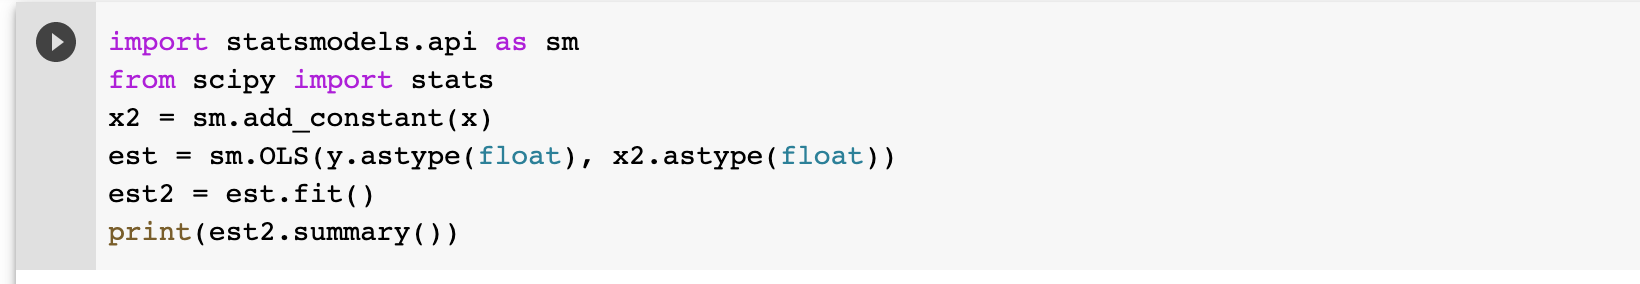 import statsmodels.api as sm
from scipy import stats
x2 = sm.add_constant(x)
est = sm.OLS(y.astype(float), x2.astype(float))
est2 = est.fit()
print(est2.summary())